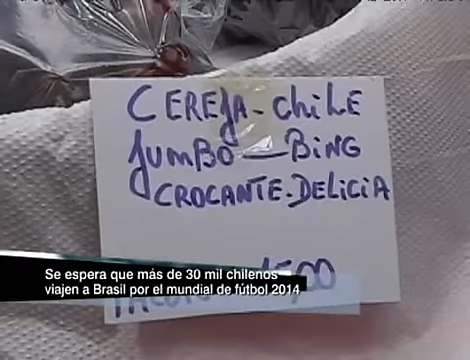 CEREJA - CHILE
JUMBO — BING
CROCANTE - DELICIA
Se espera que más de 30 mil chilenos
viajen a Brasil por el mundial de fútbol 2014